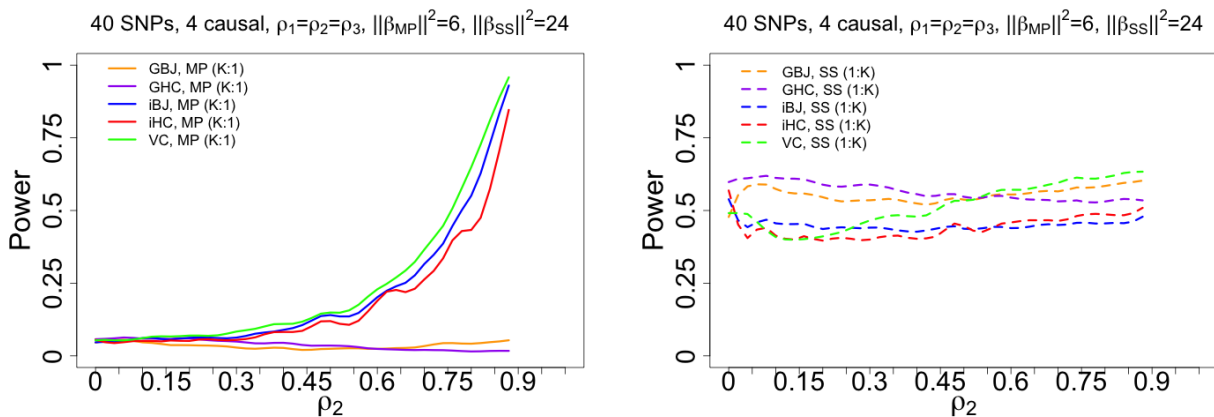 40 SNPs, 4 causal, ρ₁=ρ₂=ρ₃, ||β_MP||²=6, ||β_SS||²=24
Power
1
0.75
0.5
0.25
0
GBJ, MP (K:1)
GHC, MP (K:1)
iBJ, MP (K:1)
iHC, MP (K:1)
VC, MP (K:1)
0 0.15 0.3 0.45 0.6 0.75 0.9
ρ₂
40 SNPs, 4 causal, ρ₁=ρ₂=ρ₃, ||β_MP||²=6, ||β_SS||²=24
Power
1
0.75
0.5
0.25
0
GBJ, SS (1:K)
GHC, SS (1:K)
iBJ, SS (1:K)
iHC, SS (1:K)
VC, SS (1:K)
0 0.15 0.3 0.45 0.6 0.75 0.9
ρ₂